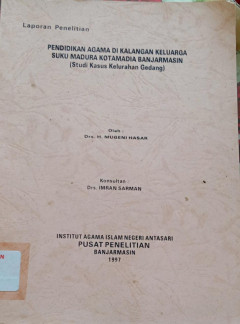 Laporan Penelitian
PENDIDIKAN AGAMA DI KALANGAN KELUARGA
SUKU MADURA KOTAMADIA BANJARMASIN
(Studi Kasus Kelurahan Gadang)
Oleh :
Drs. H. MUGENI HASAR
Konsultan :
Drs. IMRAN SARMAN
INSTITUT AGAMA ISLAM NEGERI ANTASARI
PUSAT PENELITIAN
BANJARMASIN
1997